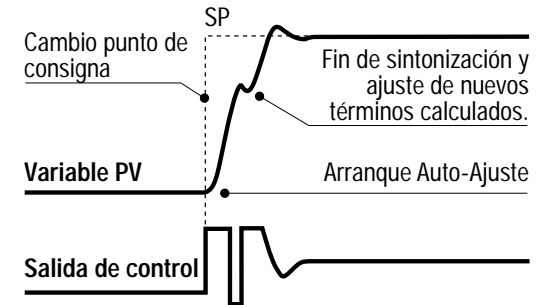 SP
Cambio punto de
consigna
Fin de sintonización y
ajuste de nuevos
términos calculados.
Variable PV
Arranque Auto-Ajuste
Salida de control